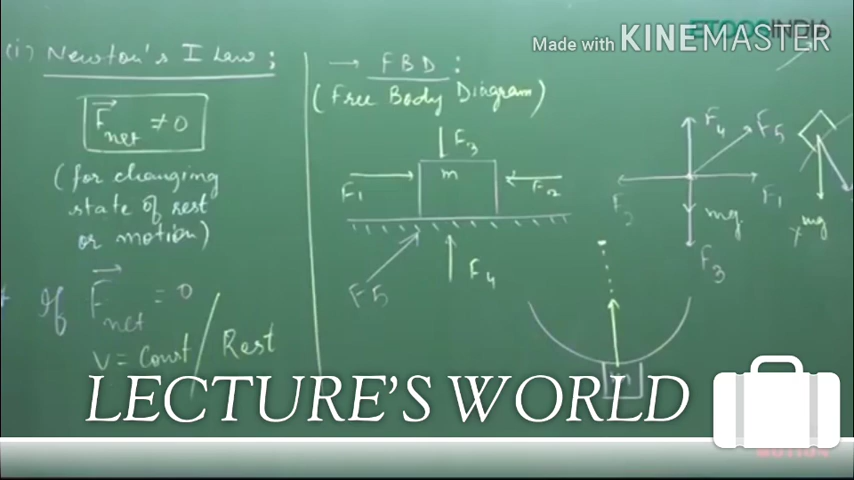 ETOOSINDIA
Made with KINEMASTER
(i) Newton's I Law:
F net ≠ 0
(for changing
state of rest
or motion)
If F net = 0
v = Const / Rest
→ FBD:
(Free Body Diagram)
F3
m
F1
F2
F4
F5
F4
F5
F2
F1
mg
F3
mg
LECTURE'S WORLD